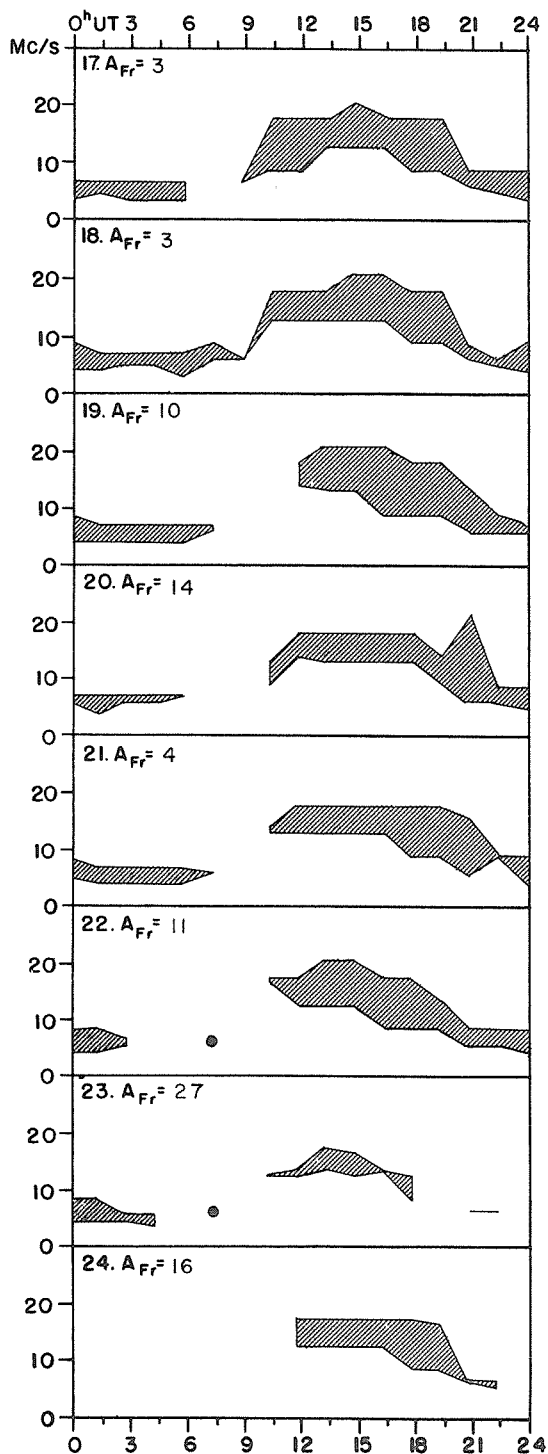 0ʰ UT 3 6 9 12 15 18 21 24
Mc/s
17. A_Fr = 3
20
10
0
18. A_Fr = 3
20
10
0
19. A_Fr = 10
20
10
0
20. A_Fr = 14
20
10
0
21. A_Fr = 4
20
10
0
22. A_Fr = 11
20
10
0
23. A_Fr = 27
20
10
0
24. A_Fr = 16
20
10
0
0 3 6 9 12 15 18 21 24